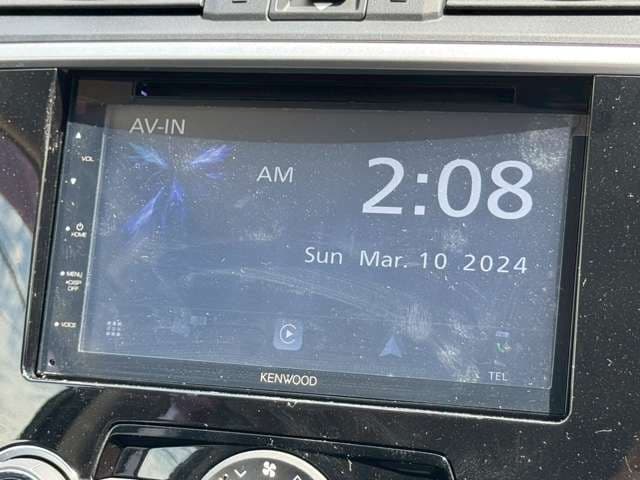 AV-IN
VOL
AM 2:08
HOME
Sun Mar. 10 2024
MENU
DISP
OFF
VOICE
TEL
KENWOOD